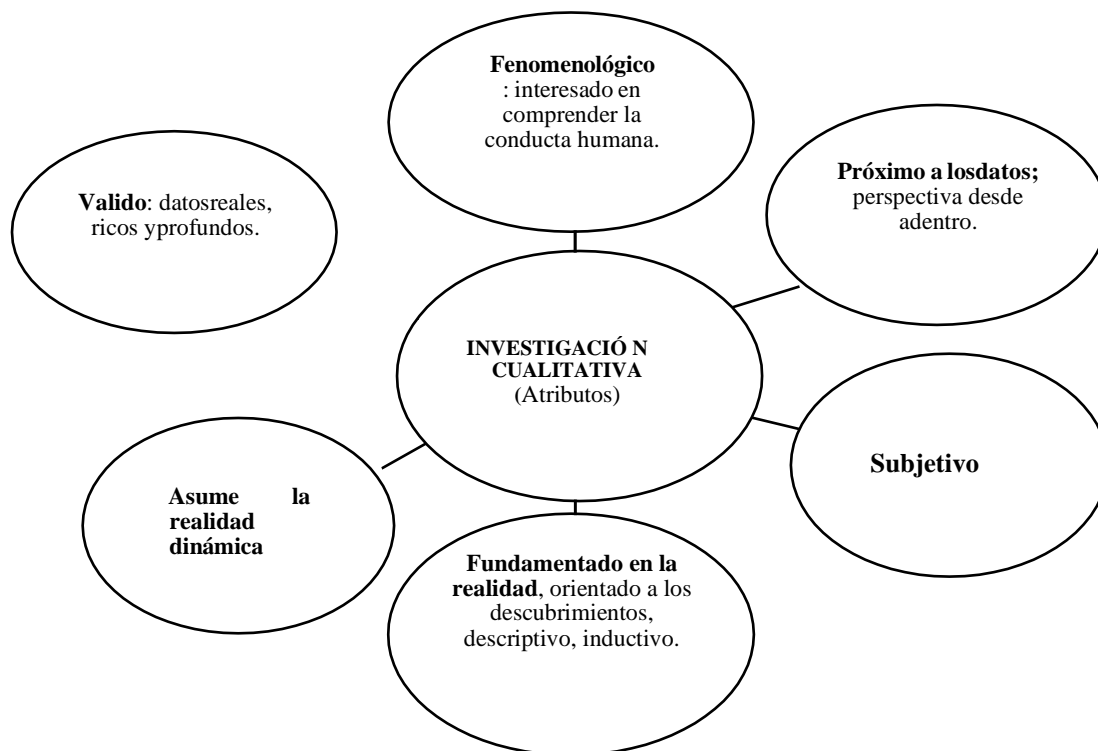 Fenomenológico
: interesado en
comprender la
conducta humana.
Valido: datosreales,
ricos yprofundos.
Próximo a losdatos;
perspectiva desde
adentro.
INVESTIGACIÓ N
CUALITATIVA
(Atributos)
Subjetivo
Asume la
realidad
dinámica
Fundamentado en la
realidad, orientado a los
descubrimientos,
descriptivo, inductivo.